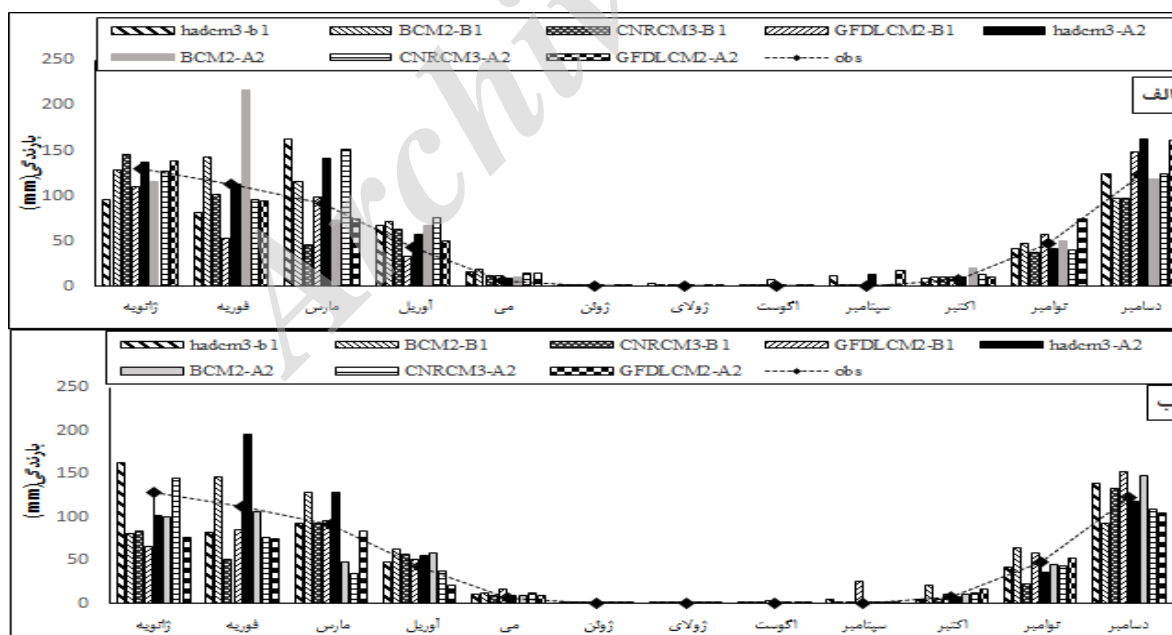 hadcm3-b1 BCM2-B1 CNRCM3-B1 GFDLCM2-B1 hadcm3-A2
BCM2-A2 CNRCM3-A2 GFDLCM2-A2 obs
الف
بارندگی(mm)
250
200
150
100
50
0
ژانویه فوریه مارس آوریل می ژوئن ژولای اگوست سپتامبر اکتبر نوامبر دسامبر
hadcm3-b1 BCM2-B1 CNRCM3-B1 GFDLCM2-B1 hadcm3-A2
BCM2-A2 CNRCM3-A2 GFDLCM2-A2 obs
ب
بارندگی(mm)
250
200
150
100
50
0
ژانویه فوریه مارس آوریل می ژوئن ژولای اگوست سپتامبر اکتبر نوامبر دسامبر
Archiv